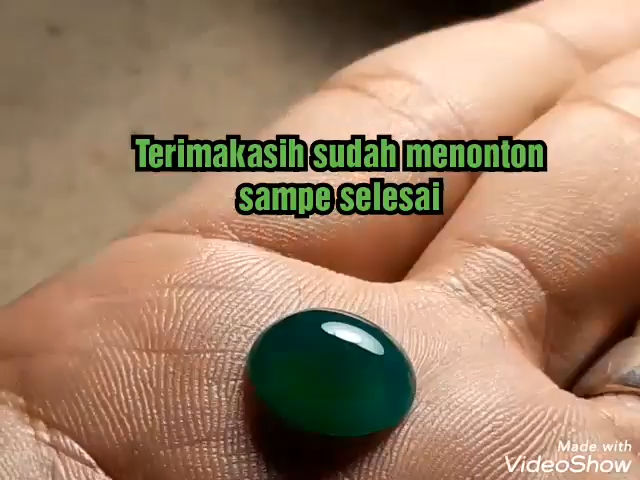 Terimakasih sudah menonton
sampe selesai
Made with
VideoShow